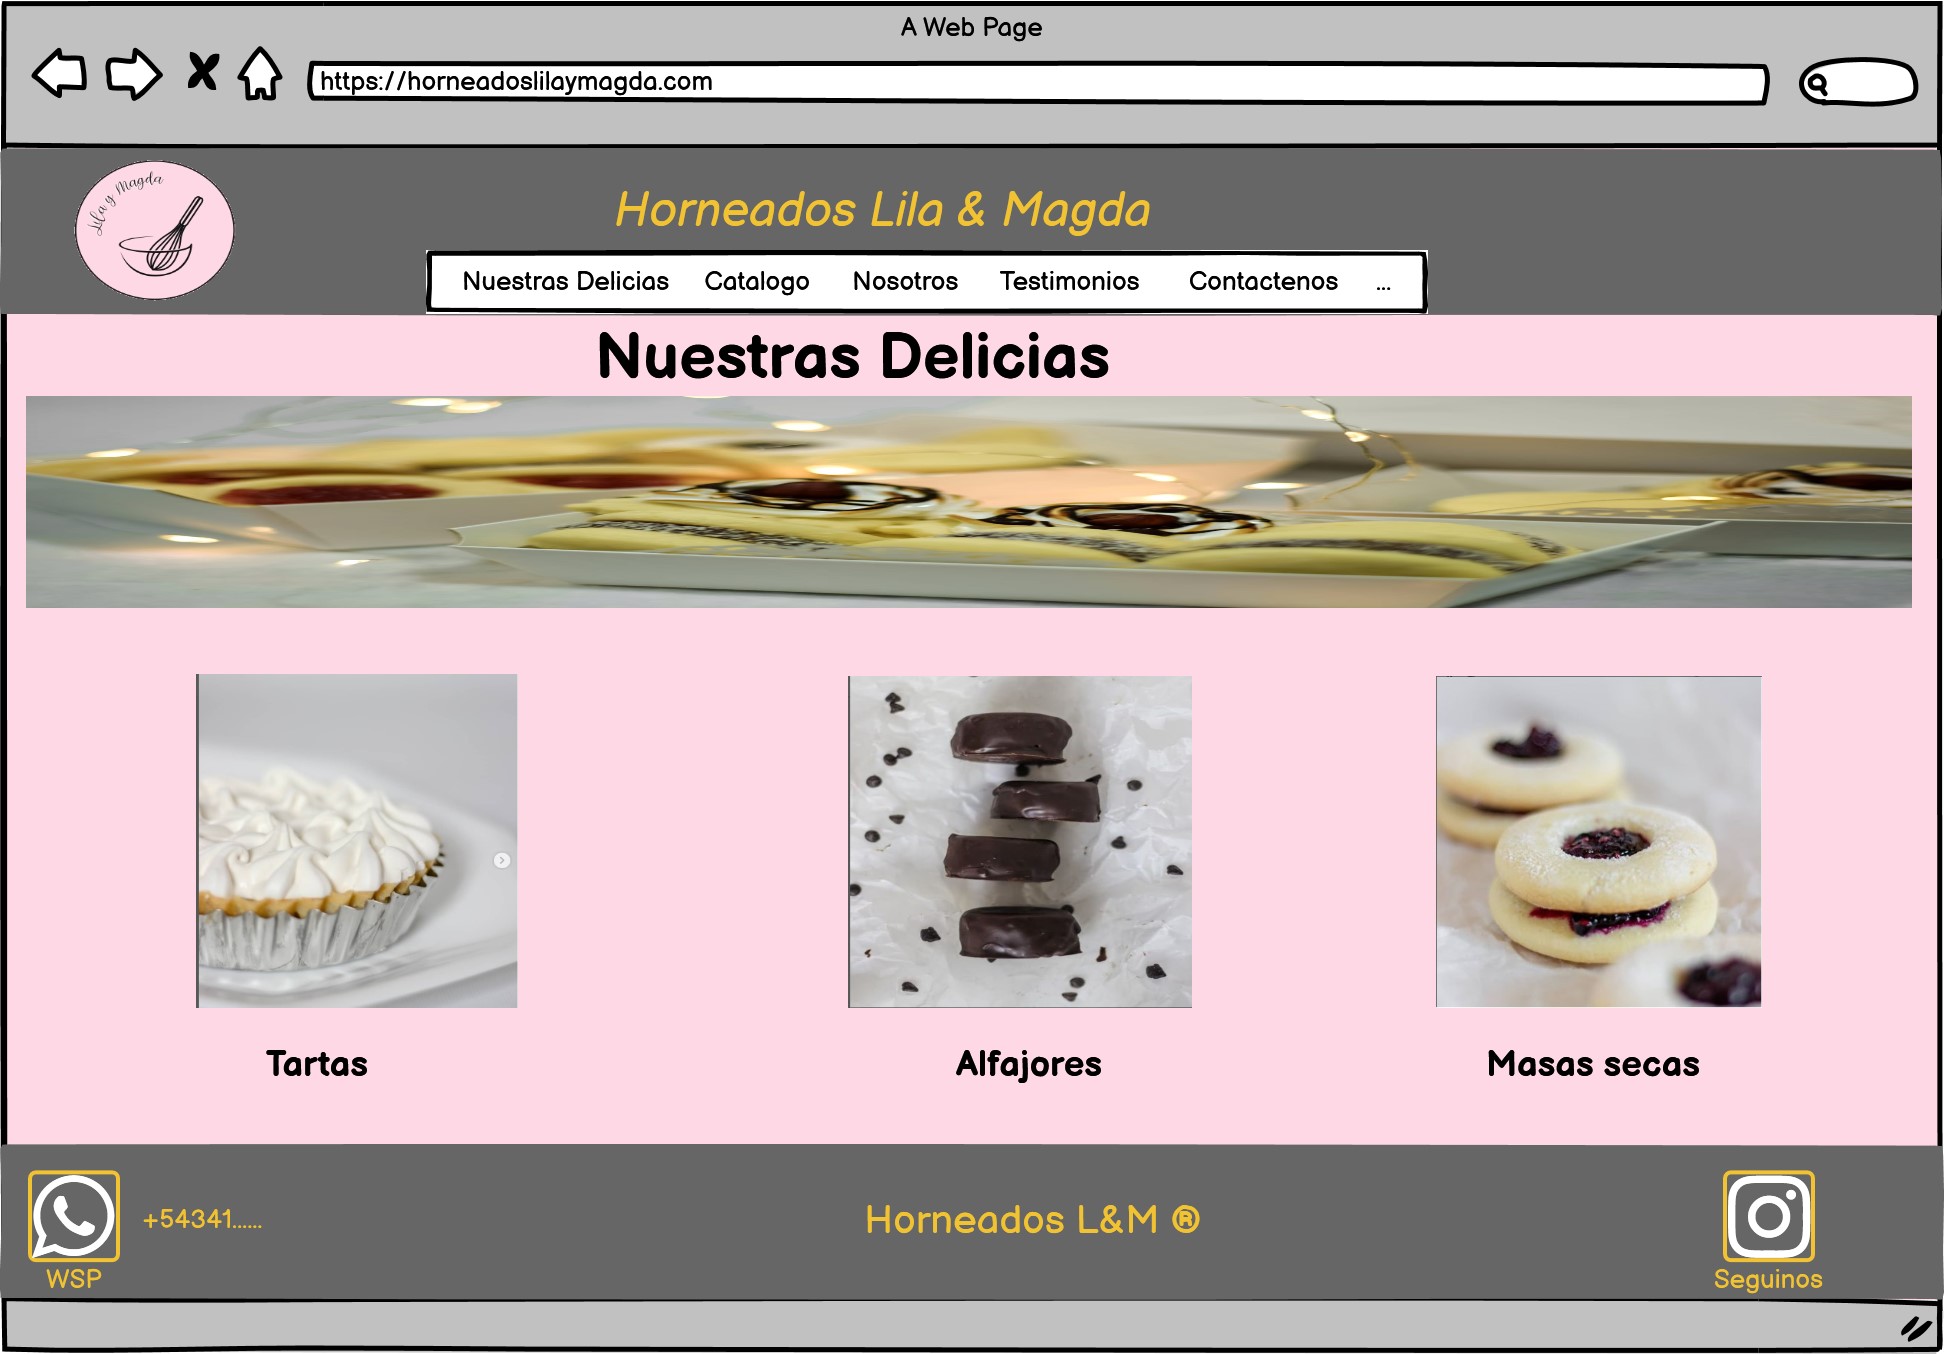 A Web Page
https://horneadoslilaymagda.com
Lila y Magda
Horneados Lila & Magda
Nuestras Delicias Catalogo Nosotros Testimonios Contactenos ...
Nuestras Delicias
Tartas Alfajores Masas secas
+54341...... Horneados L&M ®
WSP Seguinos